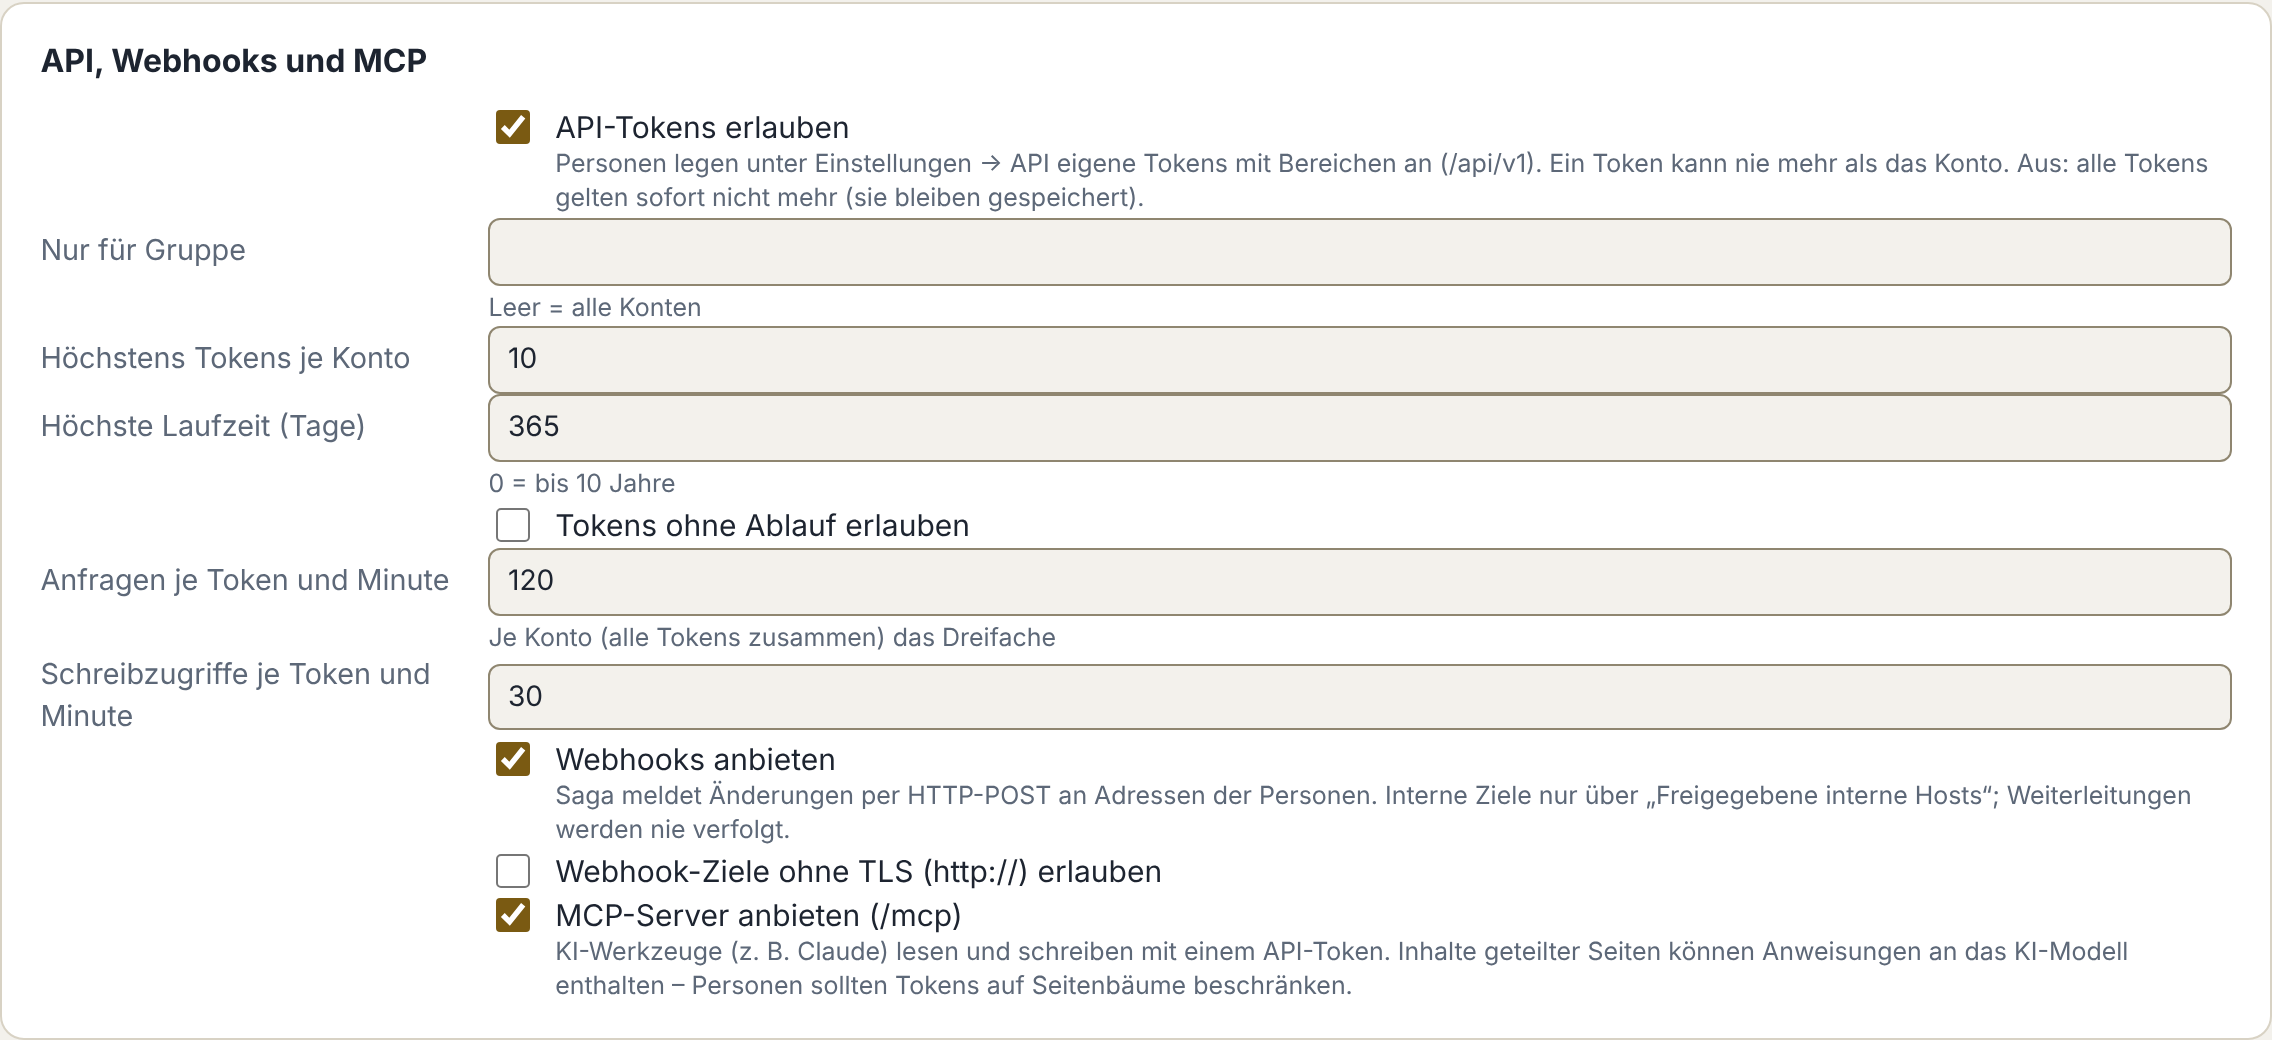 API, Webhooks und MCP
API-Tokens erlauben
Personen legen unter Einstellungen → API eigene Tokens mit Bereichen an (/api/v1). Ein Token kann nie mehr als das Konto. Aus: alle Tokens
gelten sofort nicht mehr (sie bleiben gespeichert).
Nur für Gruppe
Leer = alle Konten
Höchstens Tokens je Konto
10
Höchste Laufzeit (Tage)
365
0 = bis 10 Jahre
Tokens ohne Ablauf erlauben
Anfragen je Token und Minute
120
Je Konto (alle Tokens zusammen) das Dreifache
Schreibzugriffe je Token und
Minute
30
Webhooks anbieten
Saga meldet Änderungen per HTTP-POST an Adressen der Personen. Interne Ziele nur über „Freigegebene interne Hosts“; Weiterleitungen
werden nie verfolgt.
Webhook-Ziele ohne TLS (http://) erlauben
MCP-Server anbieten (/mcp)
KI-Werkzeuge (z. B. Claude) lesen und schreiben mit einem API-Token. Inhalte geteilter Seiten können Anweisungen an das KI-Modell
enthalten – Personen sollten Tokens auf Seitenbäume beschränken.